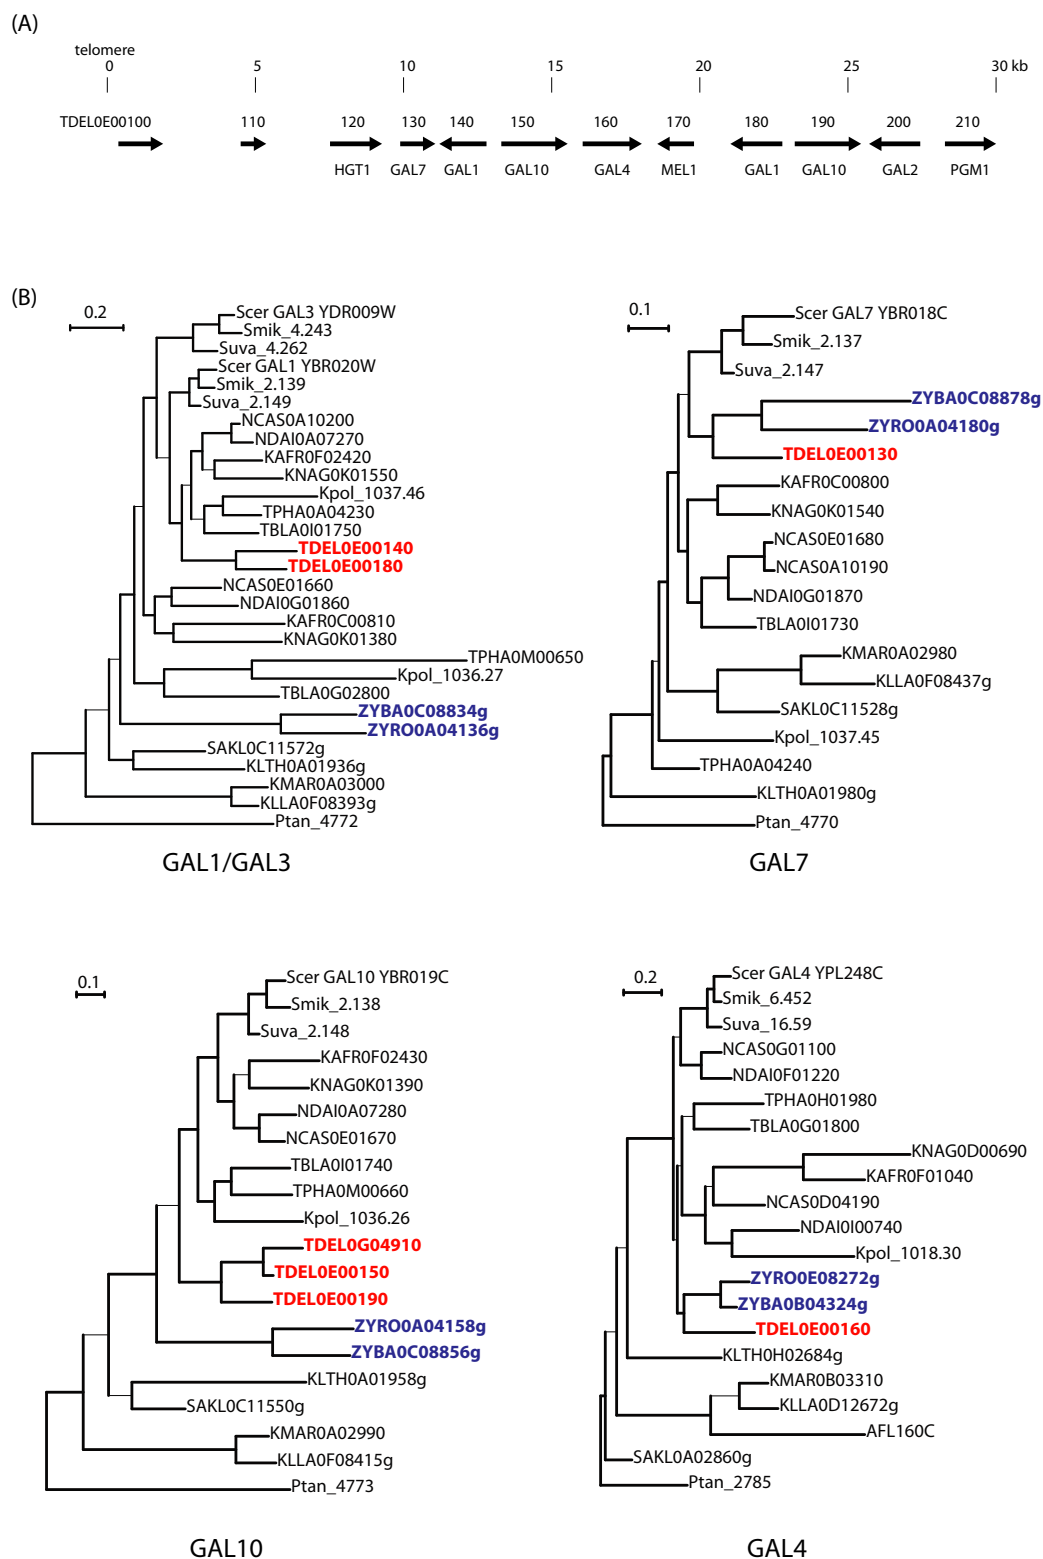 (A)
telomere
0 5 10 15 20 25 30 kb
TDEL0E00100 110 120 130 140 150 160 170 180 190 200 210
HGT1 GAL7 GAL1 GAL10 GAL4 MEL1 GAL1 GAL10 GAL2 PGM1
(B)
0.2
Scer GAL3 YDR009W
Smik_4.243
Suva_4.262
Scer GAL1 YBR020W
Smik_2.139
Suva_2.149
NCAS0A10200
NDAI0A07270
KAFR0F02420
KNAG0K01550
Kpol_1037.46
TPHA0A04230
TBLA0I01750
TDEL0E00140
TDEL0E00180
NCAS0E01660
NDAI0G01860
KAFR0C00810
KNAG0K01380
TPHA0M00650
Kpol_1036.27
TBLA0G02800
ZYBA0C08834g
ZYRO0A04136g
SAKL0C11572g
KLTH0A01936g
KMAR0A03000
KLLA0F08393g
Ptan_4772
GAL1/GAL3
0.1
Scer GAL7 YBR018C
Smik_2.137
Suva_2.147
ZYBA0C08878g
ZYRO0A04180g
TDEL0E00130
KAFR0C00800
KNAG0K01540
NCAS0E01680
NCAS0A10190
NDAI0G01870
TBLA0I01730
KMAR0A02980
KLLA0F08437g
SAKL0C11528g
Kpol_1037.45
TPHA0A04240
KLTH0A01980g
Ptan_4770
GAL7
0.1
Scer GAL10 YBR019C
Smik_2.138
Suva_2.148
KAFR0F02430
KNAG0K01390
NDAI0A07280
NCAS0E01670
TBLA0I01740
TPHA0M00660
Kpol_1036.26
TDEL0G04910
TDEL0E00150
TDEL0E00190
ZYRO0A04158g
ZYBA0C08856g
KLTH0A01958g
SAKL0C11550g
KMAR0A02990
KLLA0F08415g
Ptan_4773
GAL10
0.2
Scer GAL4 YPL248C
Smik_6.452
Suva_16.59
NCAS0G01100
NDAI0F01220
TPHA0H01980
TBLA0G01800
KNAG0D00690
KAFR0F01040
NCAS0D04190
NDAI0I00740
Kpol_1018.30
ZYRO0E08272g
ZYBA0B04324g
TDEL0E00160
KLTH0H02684g
KMAR0B03310
KLLA0D12672g
AFL160C
SAKL0A02860g
Ptan_2785
GAL4